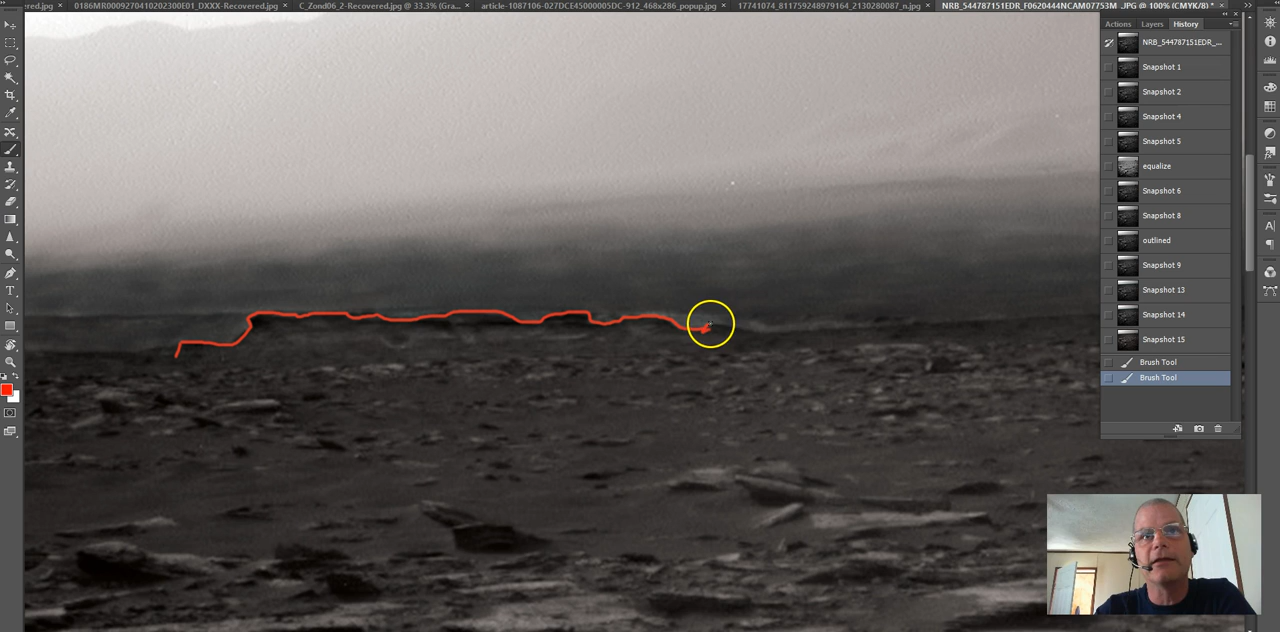 red.jpg 0186MR0009270410202300E01_DXXX-Recovered.jpg C_Zond06_2-Recovered.jpg @ 33.3% (Gra... article-1087106-027DCE45000005DC-912_468x286_popup.jpg 17741074_811759248979164_2130280087_n.jpg NRB_544787151EDR_F0620444NCAM07753M_.JPG @ 100% (CMYK/8) *
Actions Layers History
NRB_544787151EDR_...
Snapshot 1
Snapshot 2
Snapshot 4
Snapshot 5
equalize
Snapshot 6
Snapshot 8
outlined
Snapshot 9
Snapshot 13
Snapshot 14
Snapshot 15
Brush Tool
Brush Tool